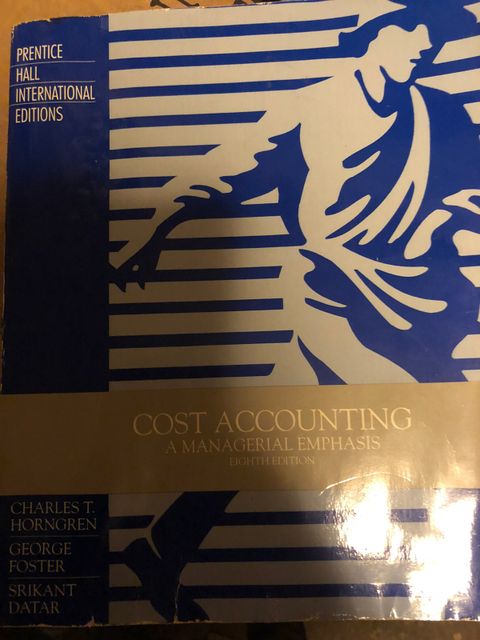 PRENTICE
HALL
INTERNATIONAL
EDITIONS
COST ACCOUNTING
A MANAGERIAL EMPHASIS
EIGHTH EDITION
CHARLES T.
HORNGREN
GEORGE
FOSTER
SRIKANT
DATAR